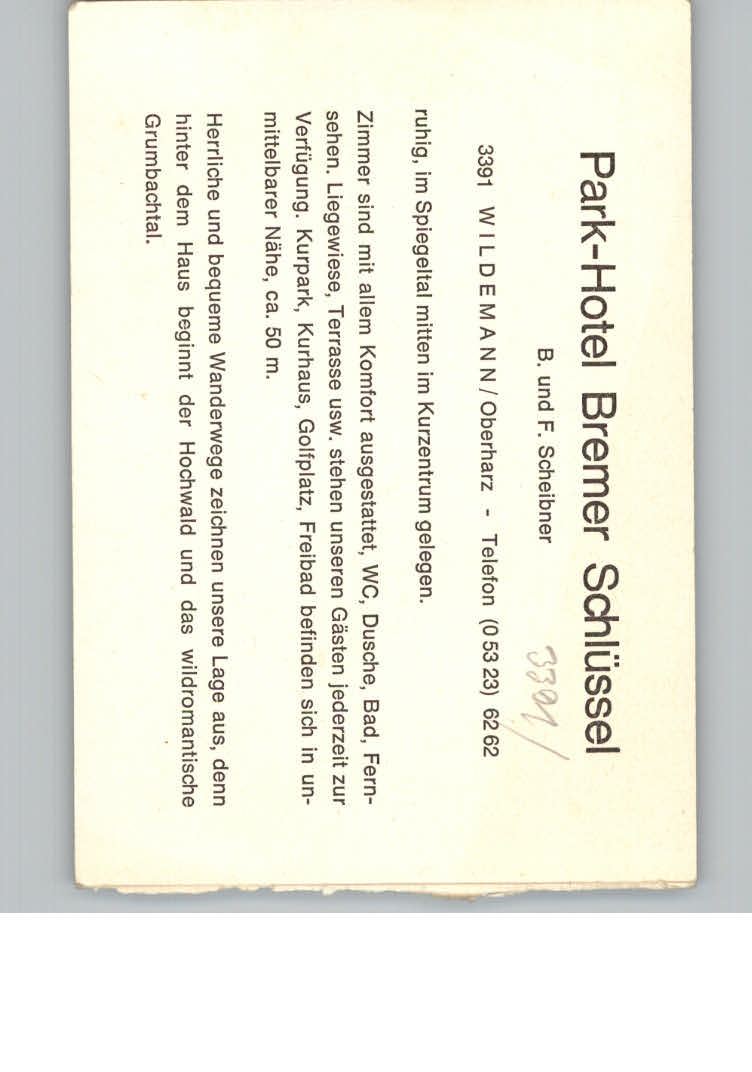 Park-Hotel Bremer Schlüssel
B. und F. Scheibner
3391/
3391 WILDEMANN/Oberharz - Telefon (0 53 23) 62 62
ruhig, im Spiegeltal mitten im Kurzentrum gelegen.
Zimmer sind mit allem Komfort ausgestattet, WC, Dusche, Bad, Fern-
sehen. Liegewiese, Terrasse usw. stehen unseren Gästen jederzeit zur
Verfügung. Kurpark, Kurhaus, Golfplatz, Freibad befinden sich in un-
mittelbarer Nähe, ca. 50 m.
Herrliche und bequeme Wanderwege zeichnen unsere Lage aus, denn
hinter dem Haus beginnt der Hochwald und das wildromantische
Grumbachtal.